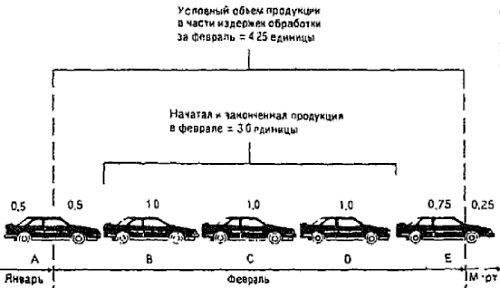 Условный объем продукции
в части издержек обработки
за февраль = 4 25 единицы
Начатая и законченная продукция
в феврале = 3 0 единицы
0,5 0,5 1 0 1,0 1,0 0,75 0,25
A B C D E
Январь Февраль М рт